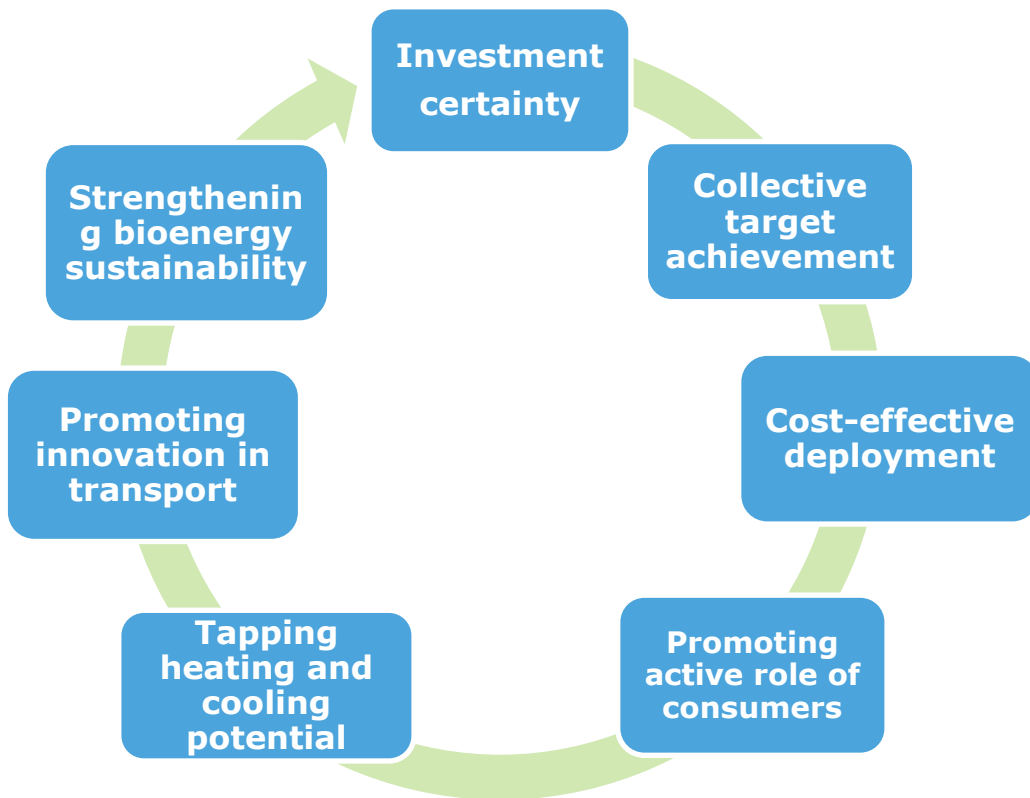 Investment
certainty
Collective
target
achievement
Cost-effective
deployment
Promoting
active role of
consumers
Tapping
heating and
cooling
potential
Promoting
innovation in
transport
Strengthenin
g bioenergy
sustainability